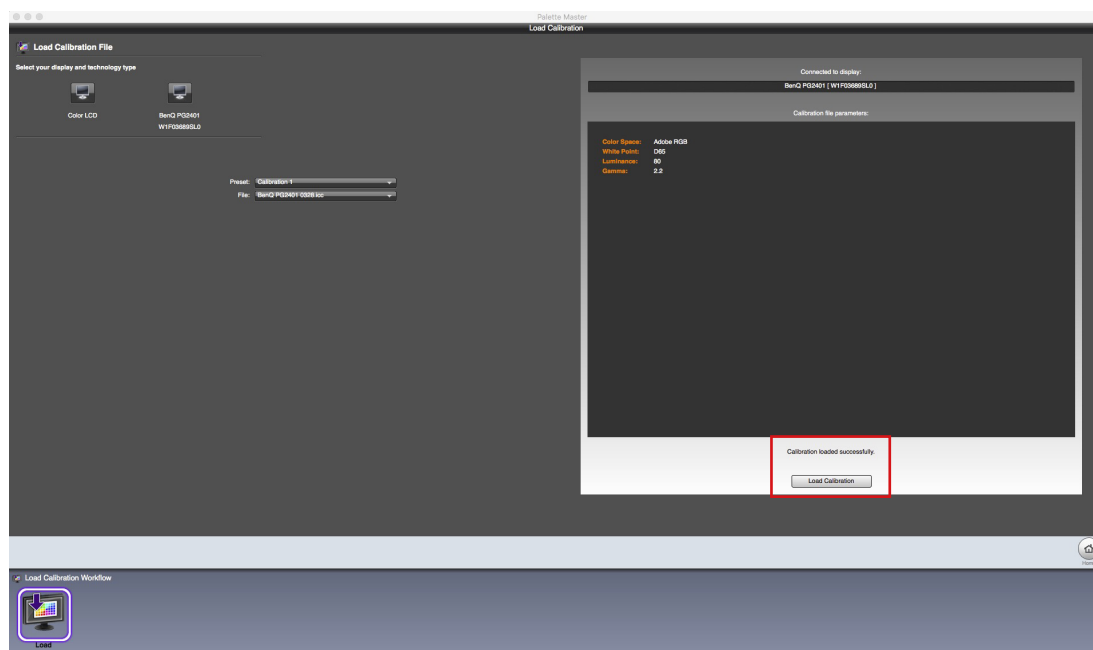 Palette Master
Load Calibration
Load Calibration File
Select your display and technology type
Color LCD
BenQ PG2401
W1F03689SL0
Preset: Calibration 1
File: BenQ PG2401 0328.icc
Connected to display:
BenQ PG2401 [ W1F03689SL0 ]
Calibration file parameters:
Color Space: Adobe RGB
White Point: D65
Luminance: 80
Gamma: 2.2
Calibration loaded successfully.
Load Calibration
Home
Load Calibration Workflow
Load